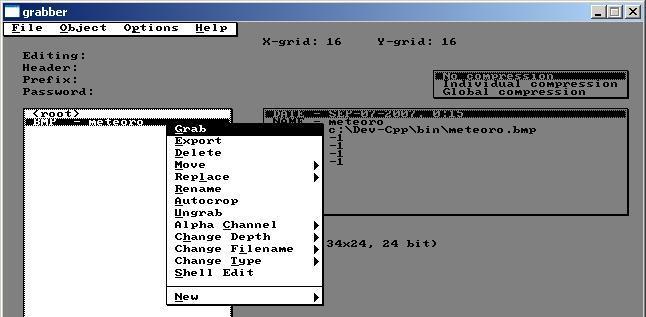 grabber
File Object Options Help
X-grid: 16 Y-grid: 16
Editing:
Header:
Prefix:
Password:
No compression
Individual compression
Global compression
<root>
BMP - meteoro
DATE - SEP-07-2007, 0:15
NAME - meteoro
c:\Dev-Cpp\bin\meteoro.bmp
-1
-1
-1
-1
34x24, 24 bit)
Grab
Export
Delete
Move
Replace
Rename
Autocrop
Ungrab
Alpha Channel
Change Depth
Change Filename
Change Type
Shell Edit
New